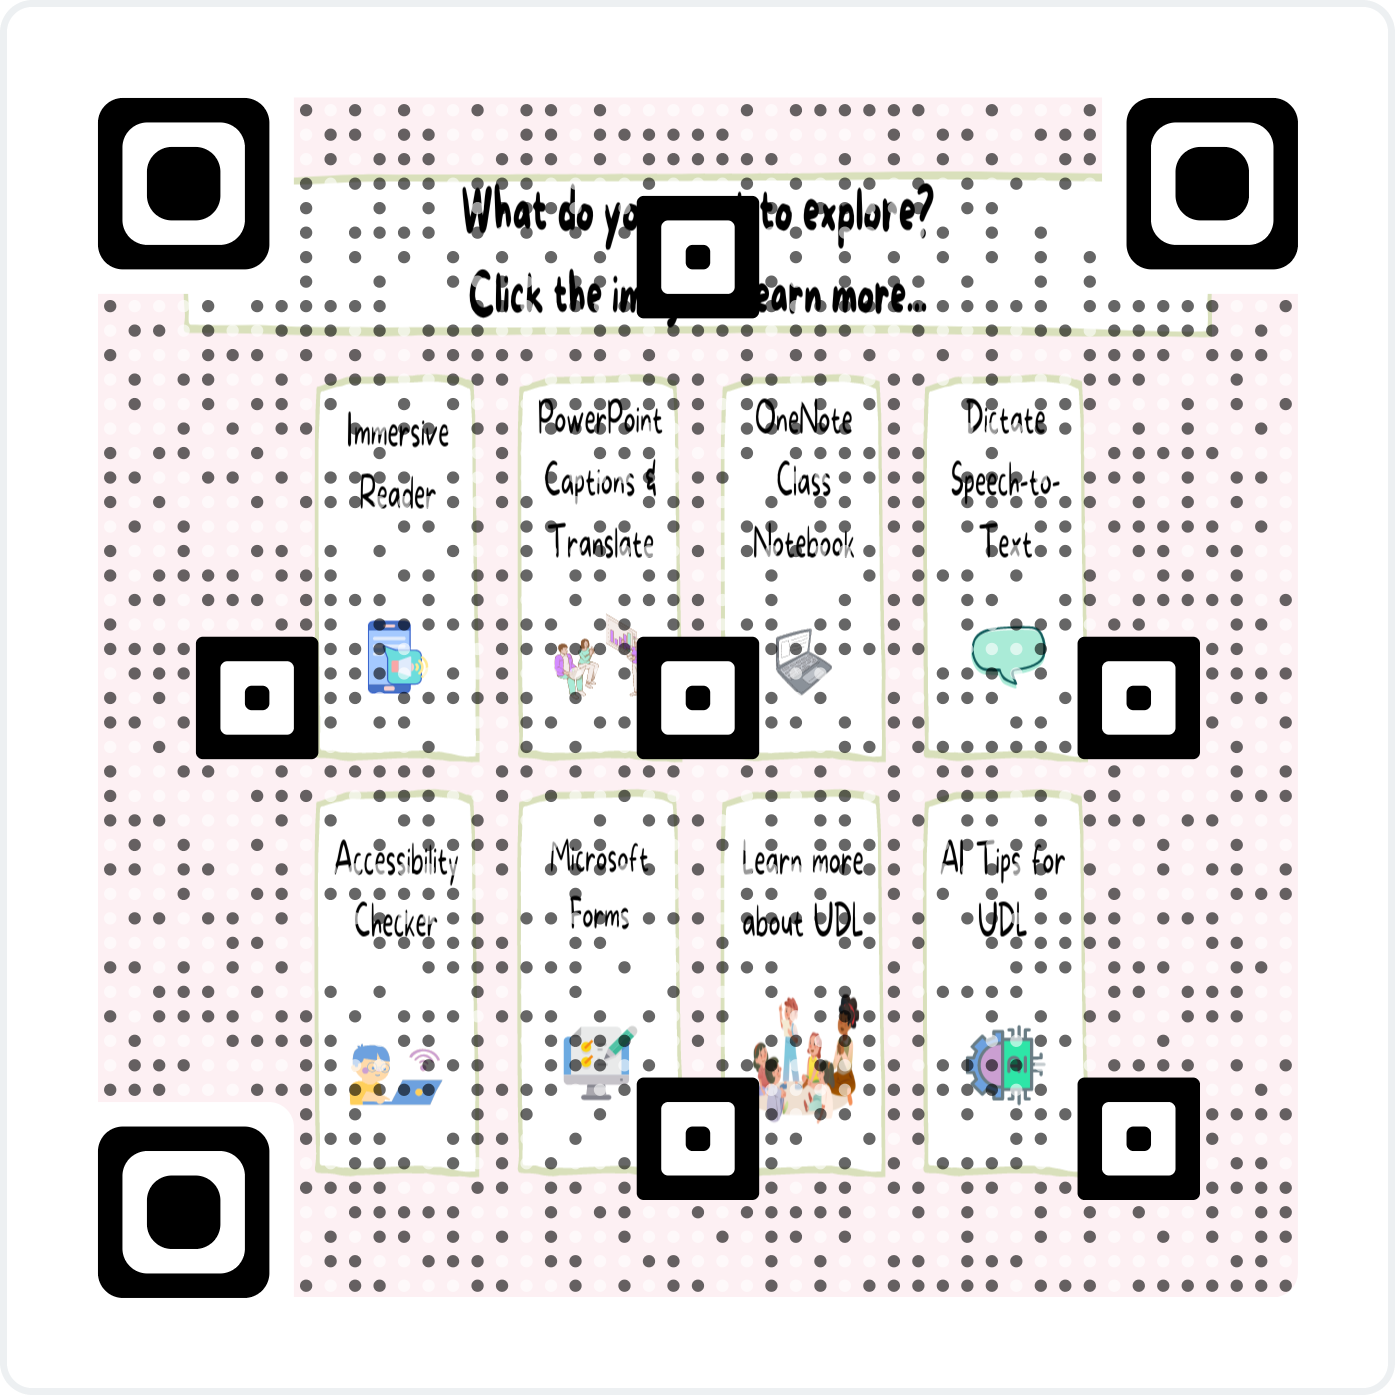 What do yo to explore?
Click the im earn more...
Immersive
Reader
PowerPoint
Captions &
Translate
OneNote
Class
Notebook
Dictate
Speech-to-
Text
Accessibility
Checker
Microsoft
Forms
Learn more
about UDL
AI Tips for
UDL